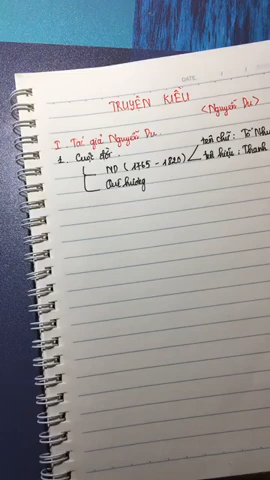 DATE
TRUYỆN KIỀU
<Nguyễn Du>
I. Tác giả Nguyễn Du.
1. Cuộc đời.
ND (1765 - 1820)
tên chữ: Tố Như
tên hiệu: Thanh
Quê hương